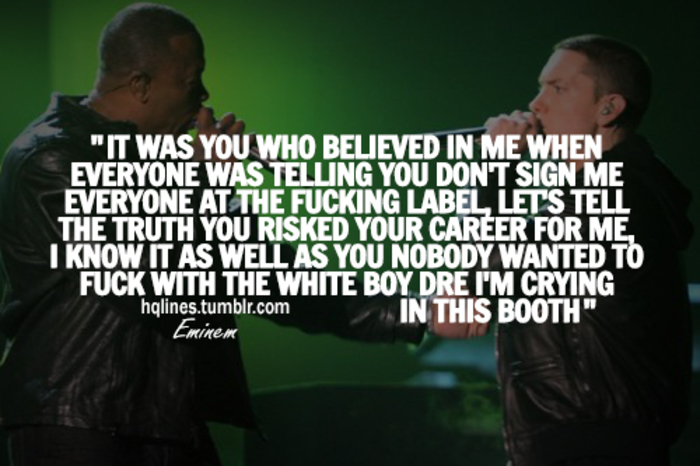 "IT WAS YOU WHO BELIEVED IN ME WHEN
EVERYONE WAS TELLING YOU DON'T SIGN ME
EVERYONE AT THE FUCKING LABEL, LET'S TELL
THE TRUTH YOU RISKED YOUR CAREER FOR ME,
I KNOW IT AS WELL AS YOU NOBODY WANTED TO
FUCK WITH THE WHITE BOY DRE I'M CRYING
IN THIS BOOTH"
hqlines.tumblr.com
Eminem